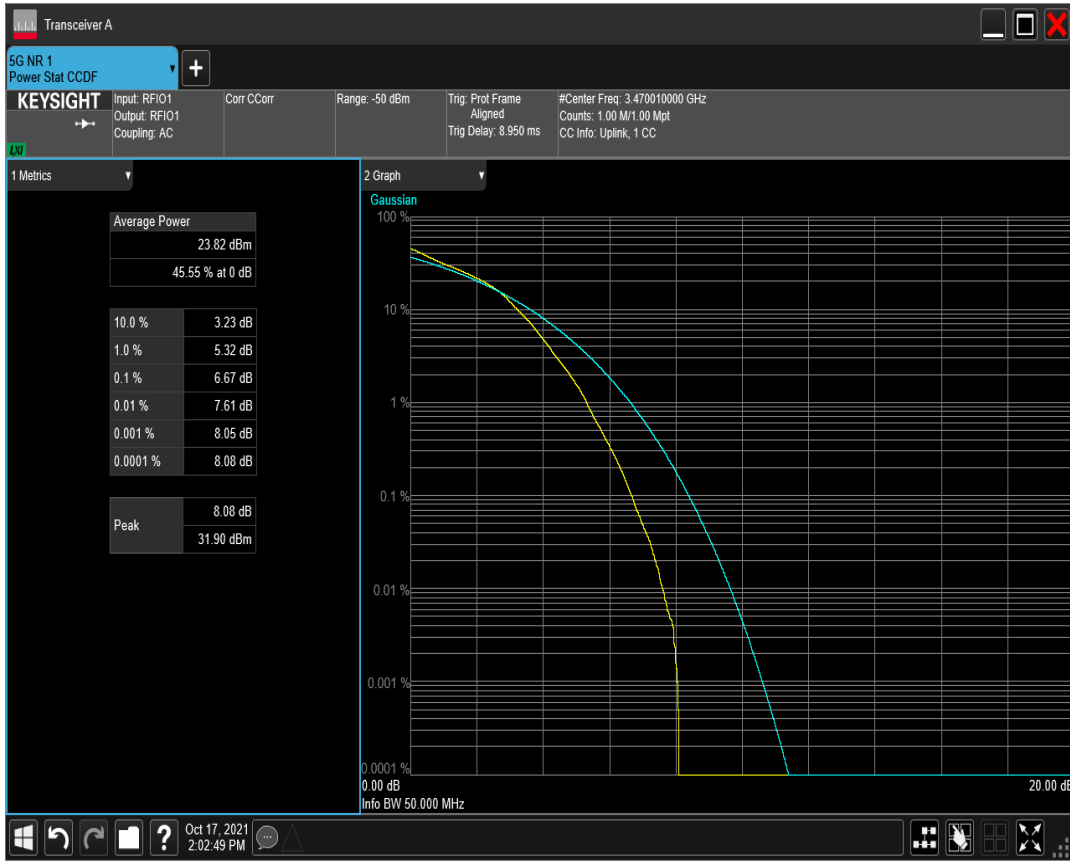 Transceiver A
5G NR 1
Power Stat CCDF
KEYSIGHT
LXI
Input: RFIO1
Output: RFIO1
Coupling: AC
Corr CCorr
Range: -50 dBm
Trig: Prot Frame
Aligned
Trig Delay: 8.950 ms
#Center Freq: 3.470010000 GHz
Counts: 1.00 M/1.00 Mpt
CC Info: Uplink, 1 CC
1 Metrics
Average Power
23.82 dBm
45.55 % at 0 dB
10.0 % 3.23 dB
1.0 % 5.32 dB
0.1 % 6.67 dB
0.01 % 7.61 dB
0.001 % 8.05 dB
0.0001 % 8.08 dB
Peak 8.08 dB
31.90 dBm
2 Graph
Gaussian
100 %
10 %
1 %
0.1 %
0.01 %
0.001 %
0.0001 %
0.00 dB 20.00 dB
Info BW 50.000 MHz
Oct 17, 2021
2:02:49 PM